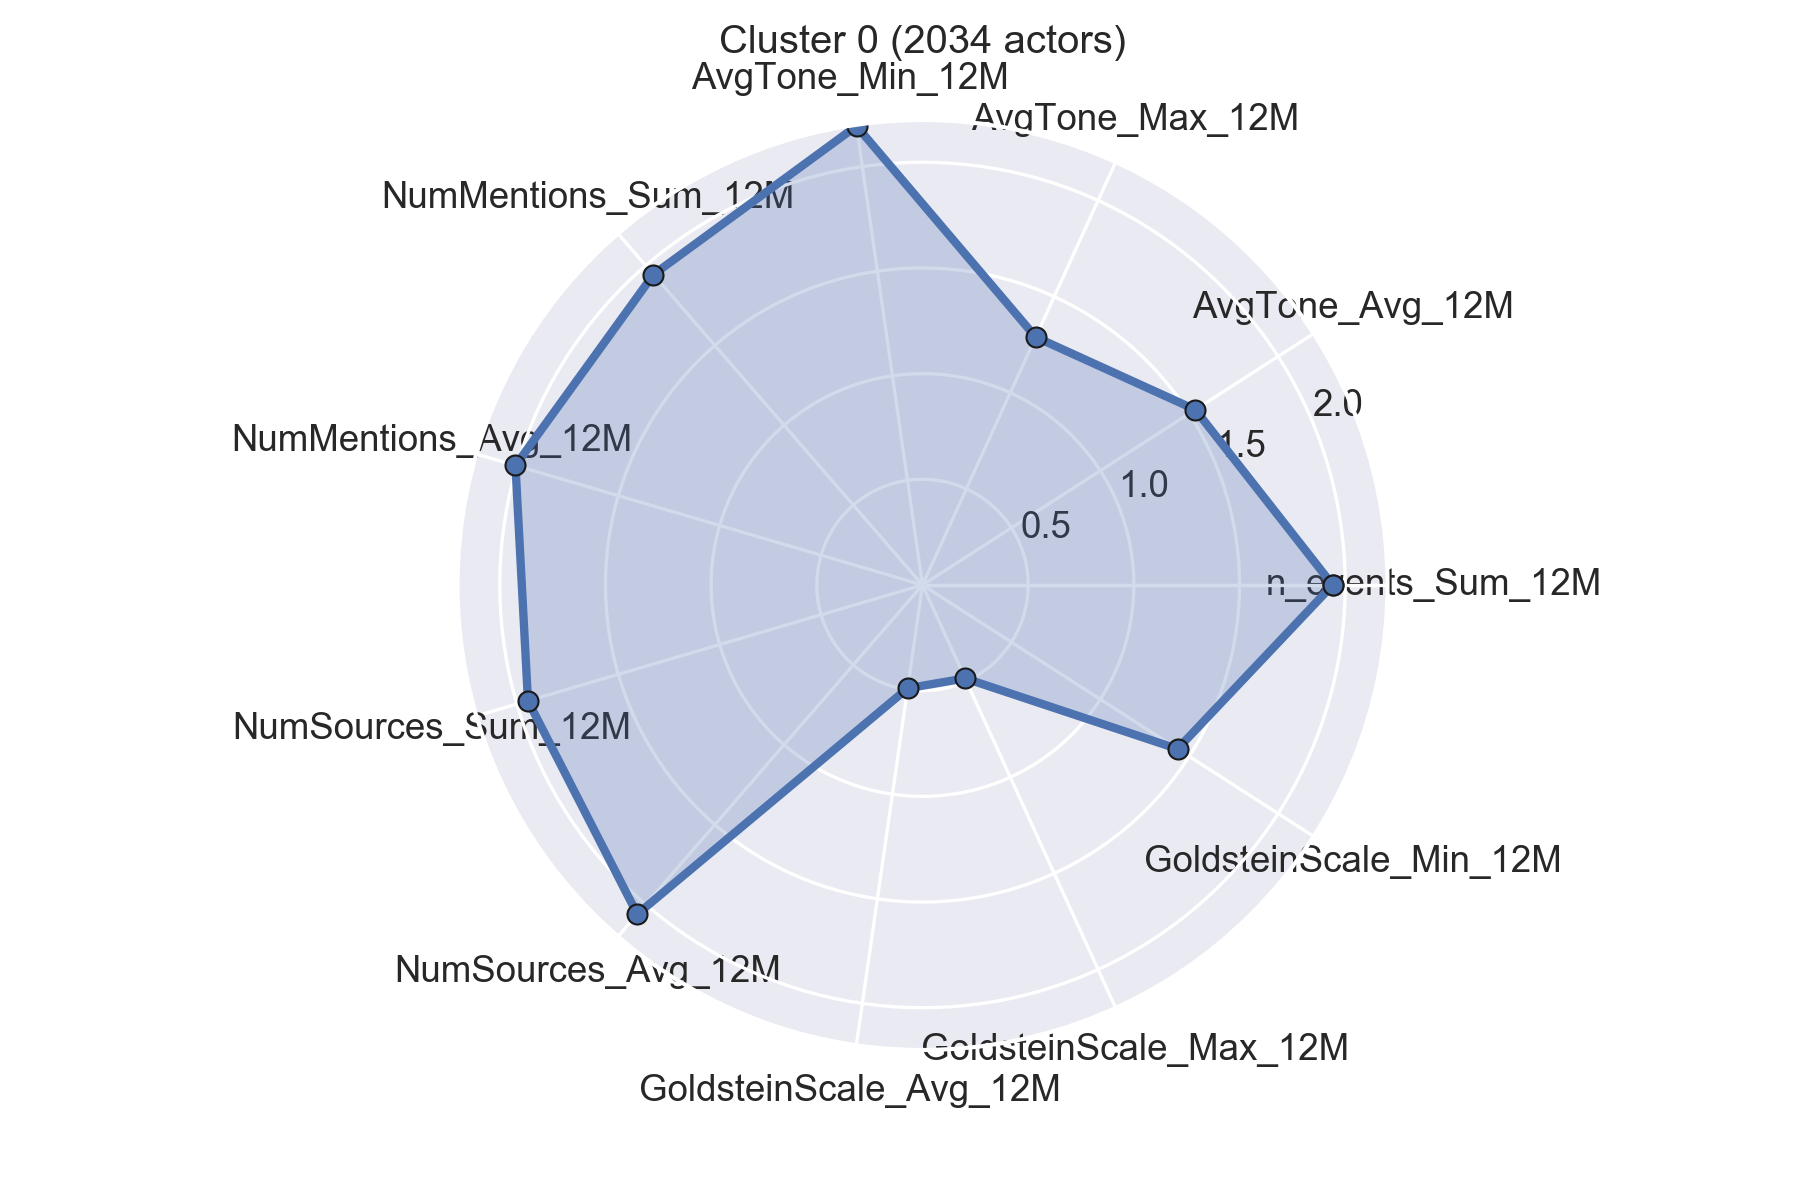 Cluster 0 (2034 actors)
AvgTone_Min_12M
AvgTone_Max_12M
NumMentions_Sum_12M
AvgTone_Avg_12M
2.0
NumMentions_Avg_12M
1.5
1.0
0.5
n_events_Sum_12M
NumSources_Sum_12M
GoldsteinScale_Min_12M
NumSources_Avg_12M
GoldsteinScale_Max_12M
GoldsteinScale_Avg_12M